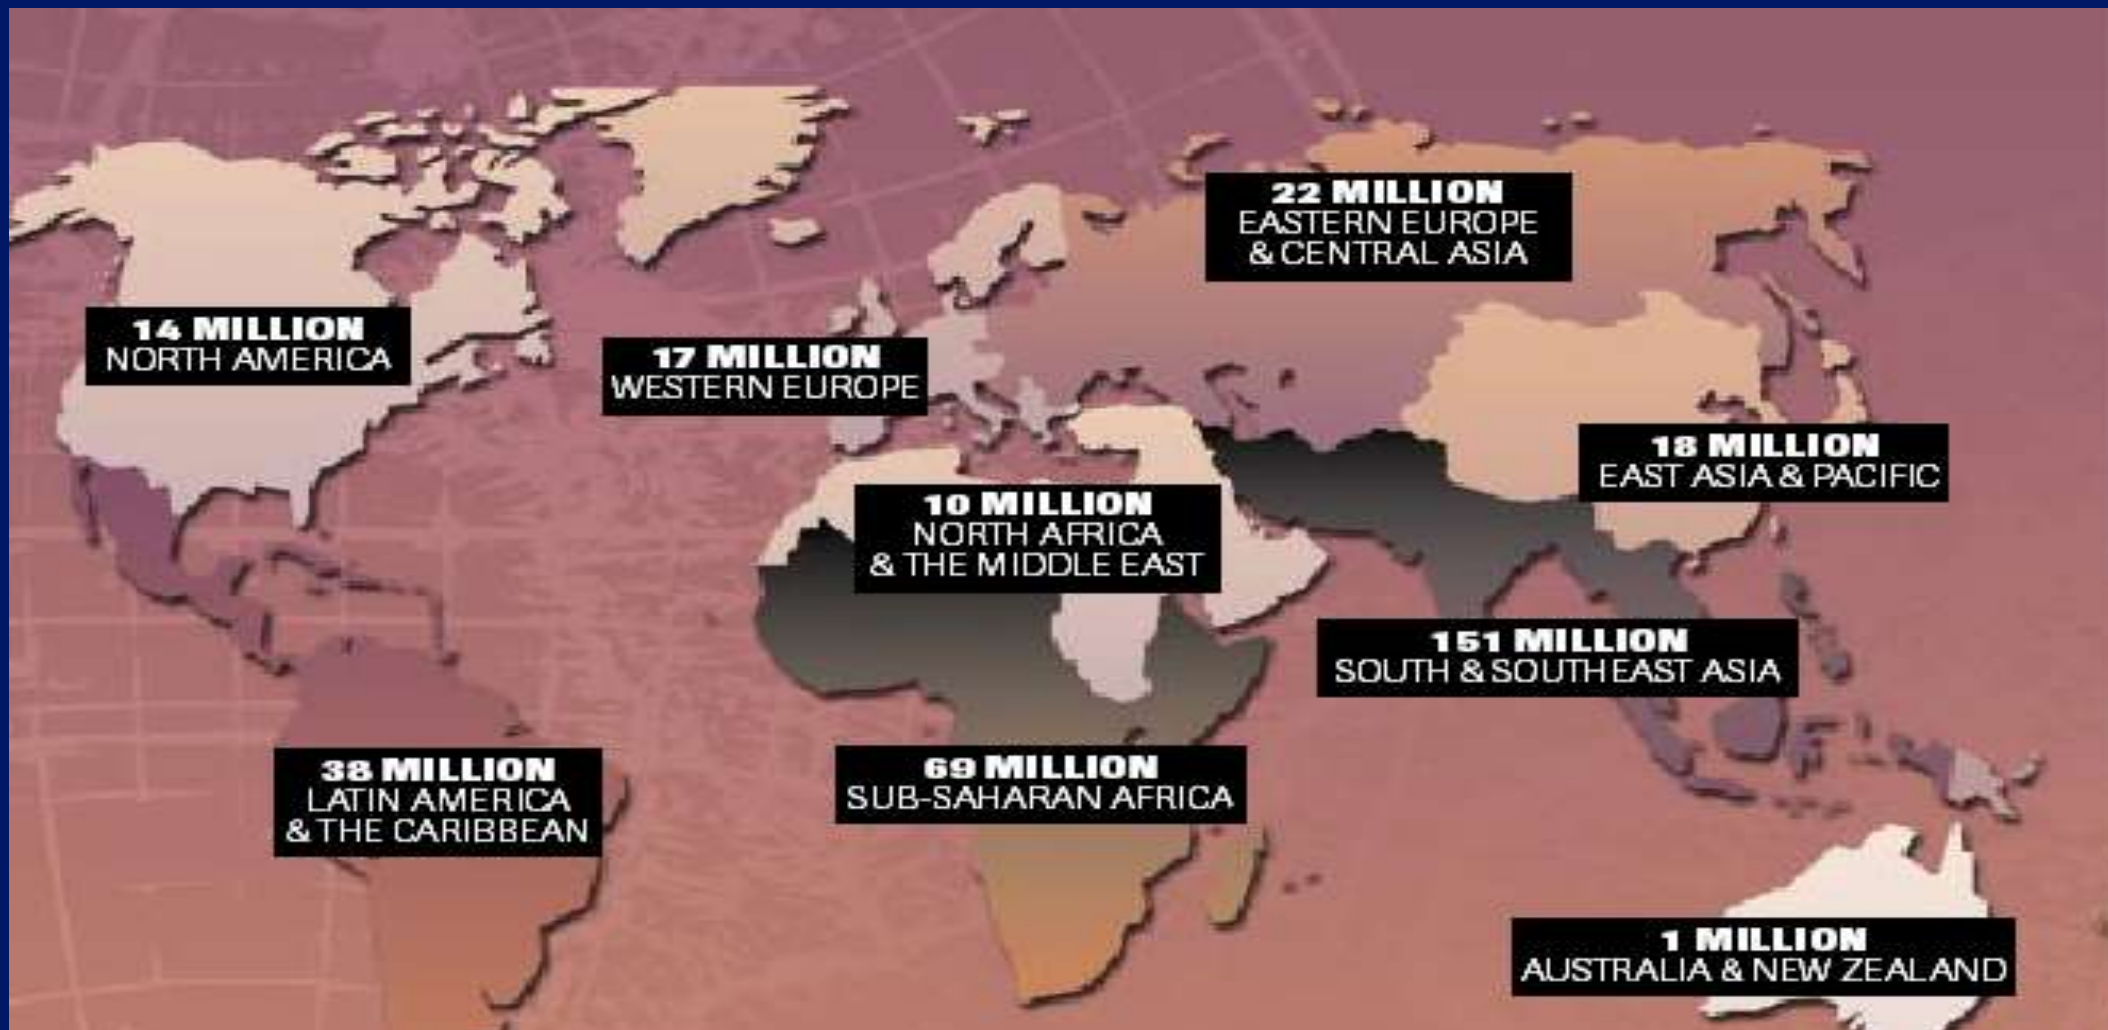 22 MILLION
EASTERN EUROPE
& CENTRAL ASIA
14 MILLION
NORTH AMERICA
17 MILLION
WESTERN EUROPE
18 MILLION
EAST ASIA & PACIFIC
10 MILLION
NORTH AFRICA
& THE MIDDLE EAST
151 MILLION
SOUTH & SOUTHEAST ASIA
38 MILLION
LATIN AMERICA
& THE CARIBBEAN
69 MILLION
SUB-SAHARAN AFRICA
1 MILLION
AUSTRALIA & NEW ZEALAND